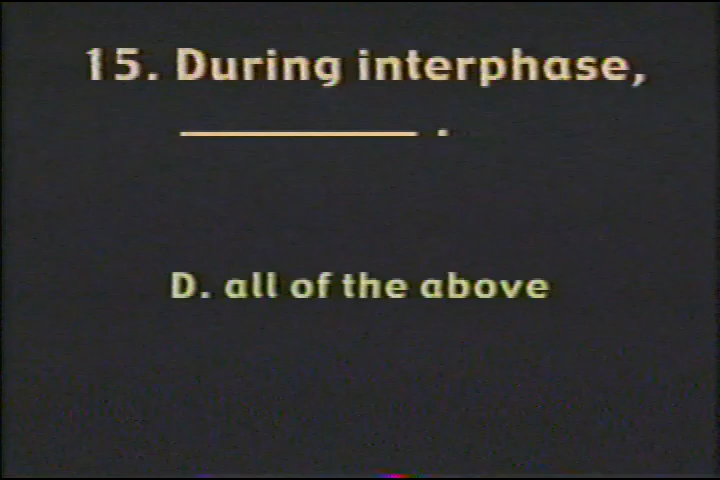 15. During interphase,
________ .
D. all of the above